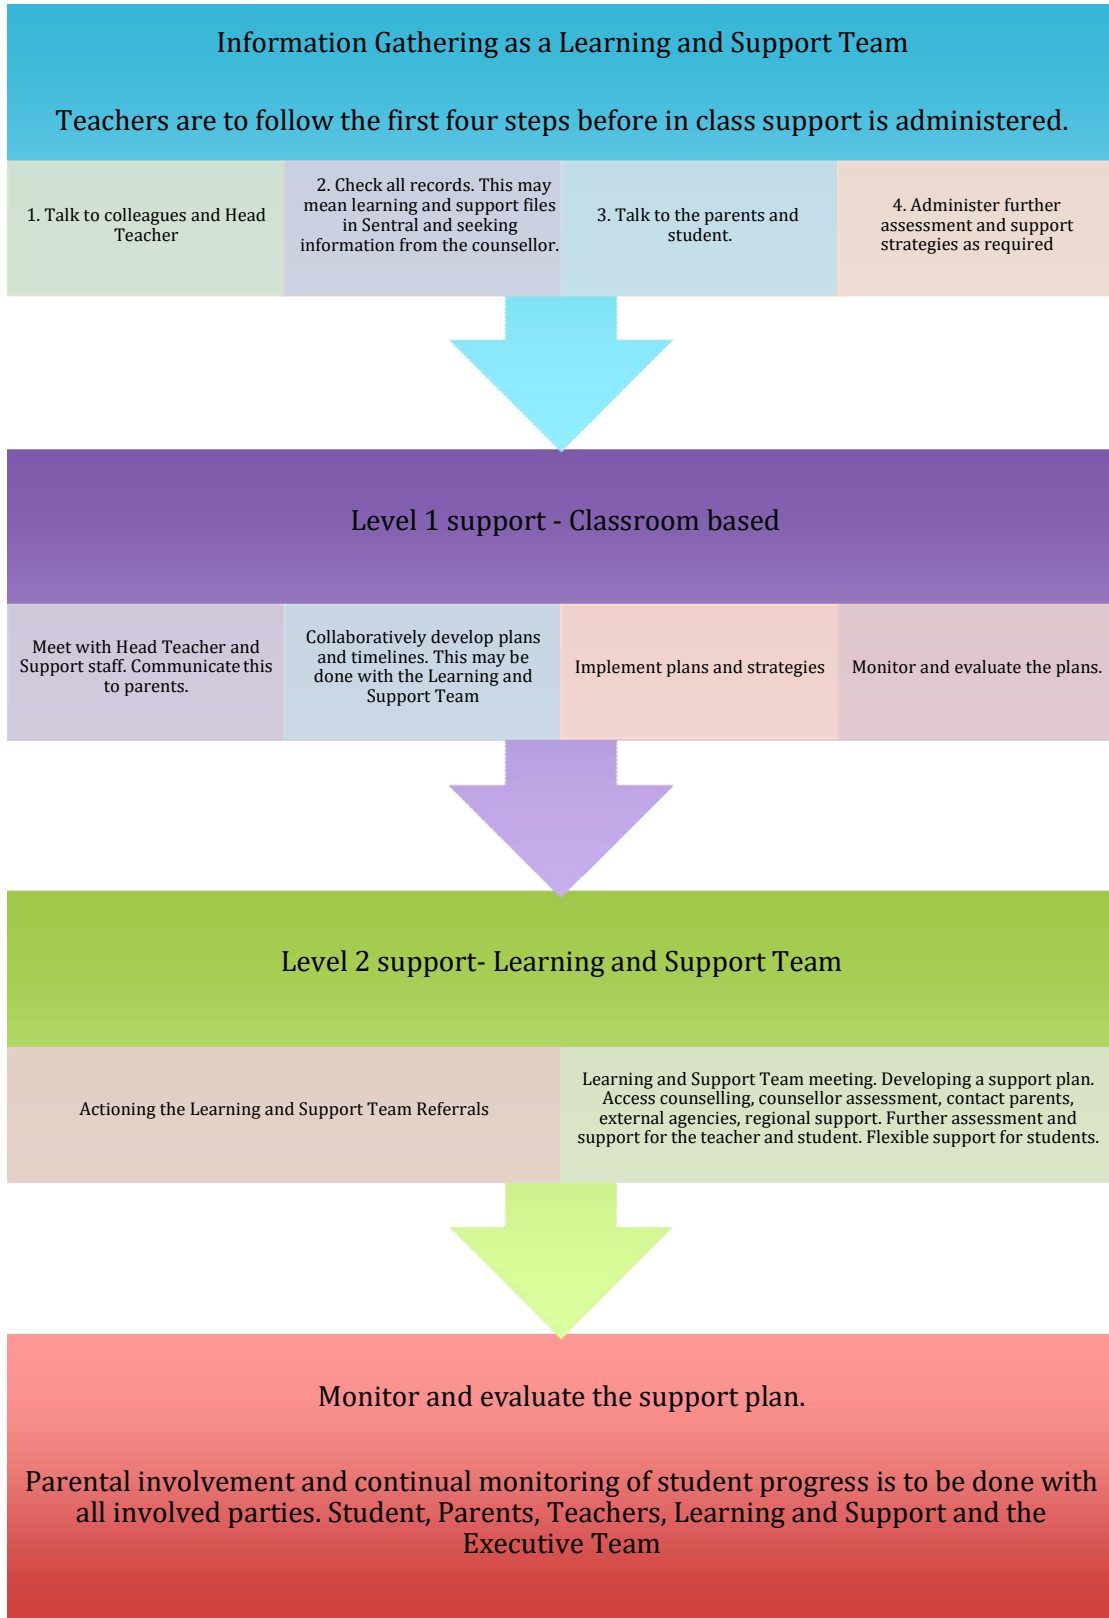 Information Gathering as a Learning and Support Team
Teachers are to follow the first four steps before in class support is administered.
1. Talk to colleagues and Head
Teacher
2. Check all records. This may
mean learning and support files
in Sentral and seeking
information from the counsellor.
3. Talk to the parents and
student.
4. Administer further
assessment and support
strategies as required
Level 1 support - Classroom based
Meet with Head Teacher and
Support staff. Communicate this
to parents.
Collaboratively develop plans
and timelines. This may be
done with the Learning and
Support Team
Implement plans and strategies
Monitor and evaluate the plans.
Level 2 support- Learning and Support Team
Actioning the Learning and Support Team Referrals
Learning and Support Team meeting. Developing a support plan.
Access counselling, counsellor assessment, contact parents,
external agencies, regional support. Further assessment and
support for the teacher and student. Flexible support for students.
Monitor and evaluate the support plan.
Parental involvement and continual monitoring of student progress is to be done with
all involved parties. Student, Parents, Teachers, Learning and Support and the
Executive Team